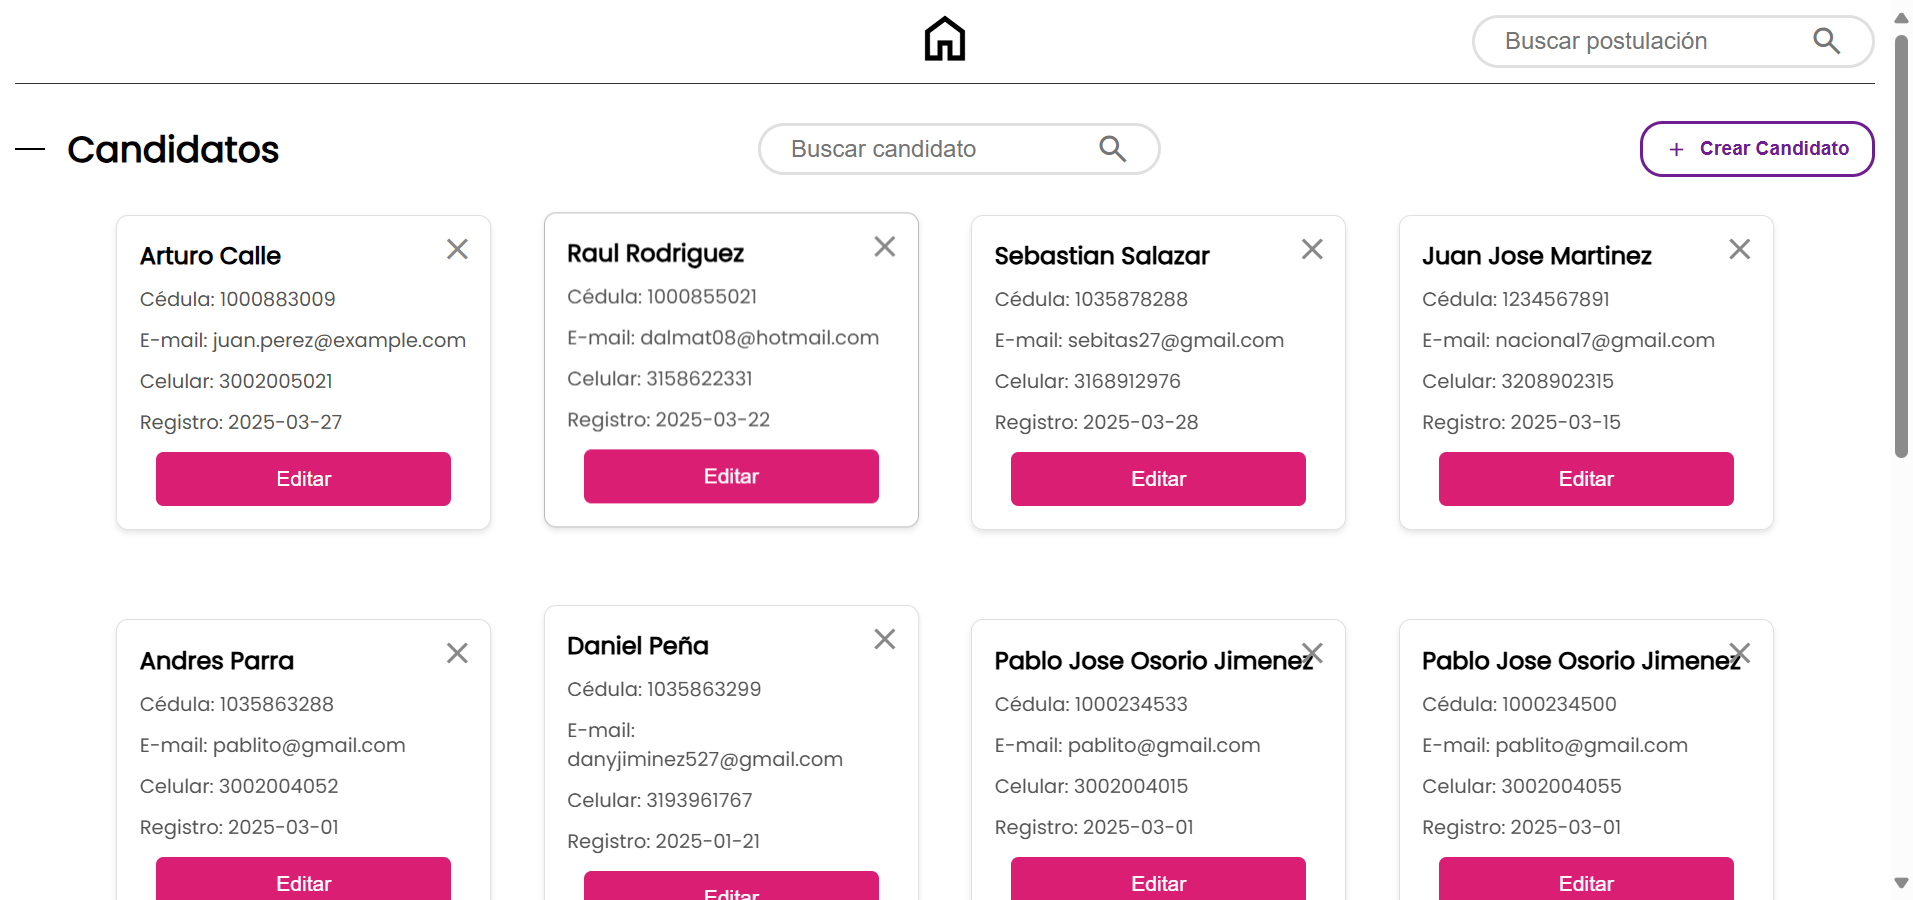 Buscar postulación
Candidatos
Buscar candidato
+ Crear Candidato
Arturo Calle
Cédula: 1000883009
E-mail: juan.perez@example.com
Celular: 3002005021
Registro: 2025-03-27
Editar
Raul Rodriguez
Cédula: 1000855021
E-mail: dalmat08@hotmail.com
Celular: 3158622331
Registro: 2025-03-22
Editar
Sebastian Salazar
Cédula: 1035878288
E-mail: sebitas27@gmail.com
Celular: 3168912976
Registro: 2025-03-28
Editar
Juan Jose Martinez
Cédula: 1234567891
E-mail: nacional7@gmail.com
Celular: 3208902315
Registro: 2025-03-15
Editar
Andres Parra
Cédula: 1035863288
E-mail: pablito@gmail.com
Celular: 3002004052
Registro: 2025-03-01
Editar
Daniel Peña
Cédula: 1035863299
E-mail:
danyjiminez527@gmail.com
Celular: 3193961767
Registro: 2025-01-21
Editar
Pablo Jose Osorio Jimenez
Cédula: 1000234533
E-mail: pablito@gmail.com
Celular: 3002004015
Registro: 2025-03-01
Editar
Pablo Jose Osorio Jimenez
Cédula: 1000234500
E-mail: pablito@gmail.com
Celular: 3002004055
Registro: 2025-03-01
Editar